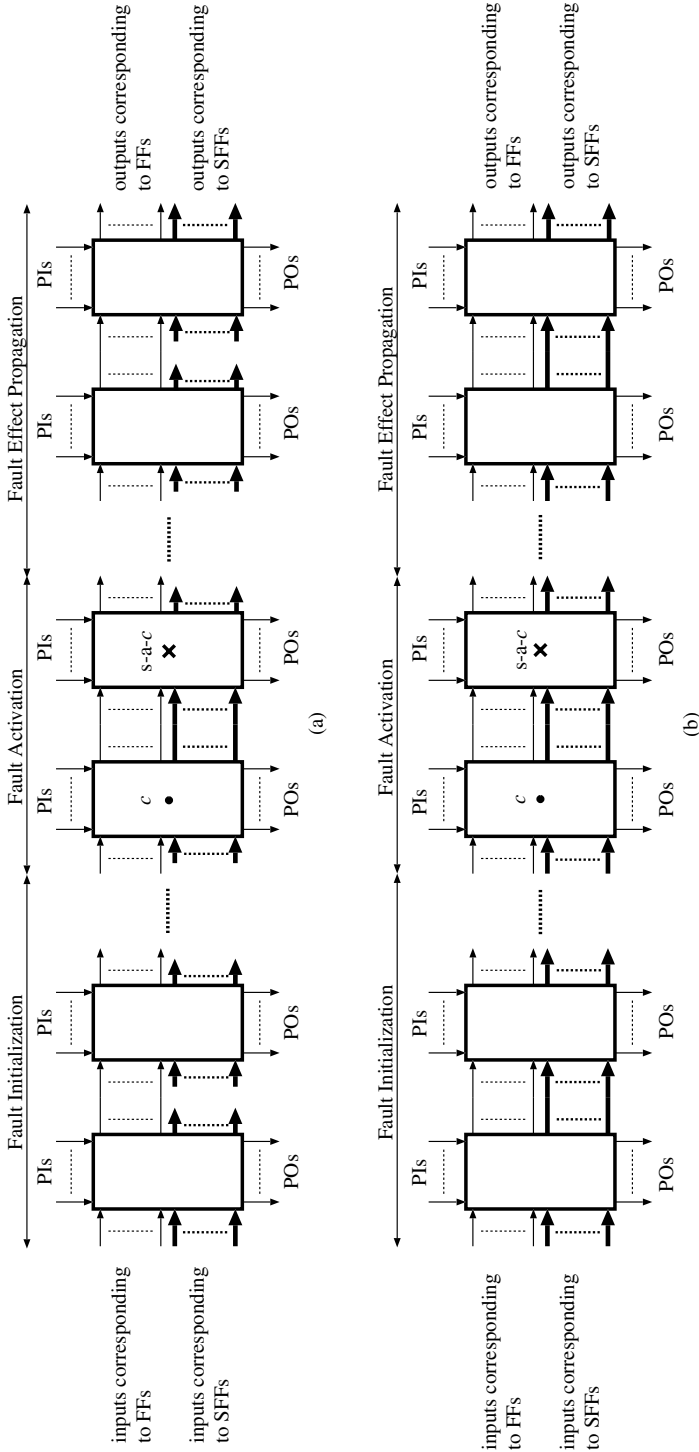 Fault Initialization
Fault Activation
Fault Effect Propagation
PIs
PIs
PIs
PIs
PIs
PIs
inputs corresponding
to FFs
inputs corresponding
to SFFs
c
s-a-c
outputs corresponding
to FFs
outputs corresponding
to SFFs
POs
POs
POs
POs
POs
POs
(a)
Fault Initialization
Fault Activation
Fault Effect Propagation
PIs
PIs
PIs
PIs
PIs
PIs
inputs corresponding
to FFs
inputs corresponding
to SFFs
c
s-a-c
outputs corresponding
to FFs
outputs corresponding
to SFFs
POs
POs
POs
POs
POs
POs
(b)